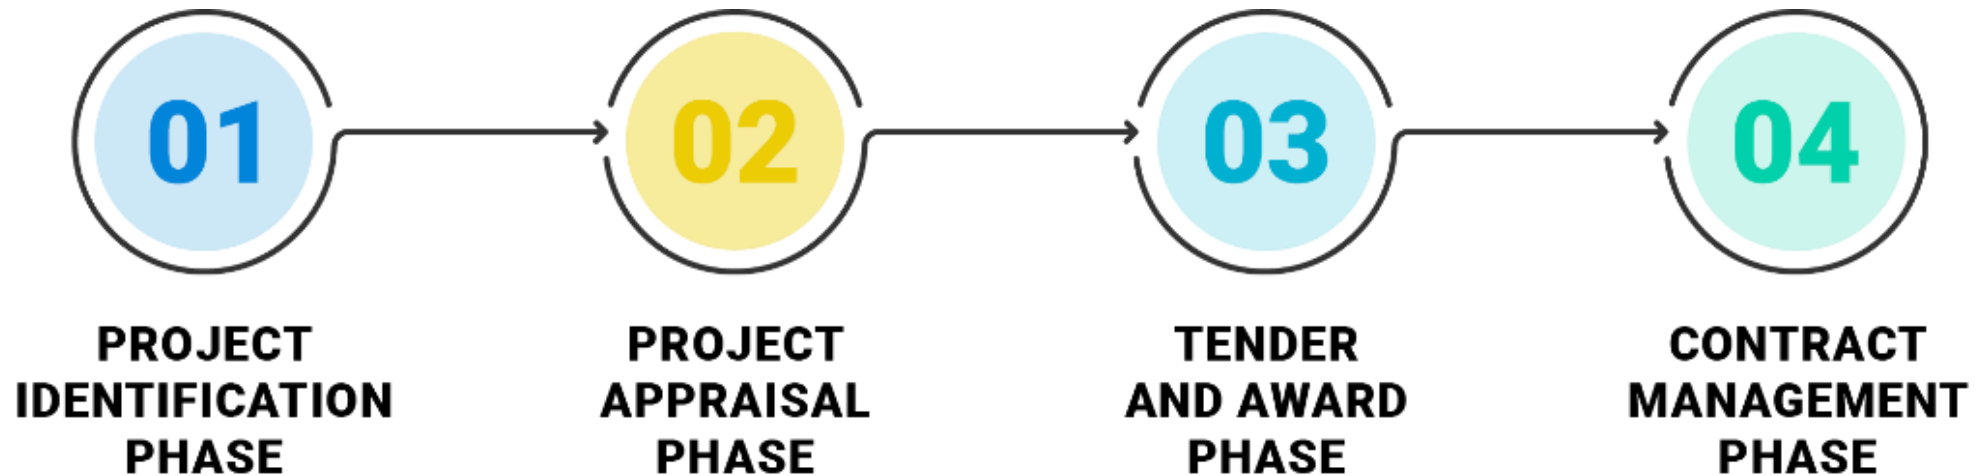 01
02
03
04
PROJECT
IDENTIFICATION
PHASE
PROJECT
APPRAISAL
PHASE
TENDER
AND AWARD
PHASE
CONTRACT
MANAGEMENT
PHASE